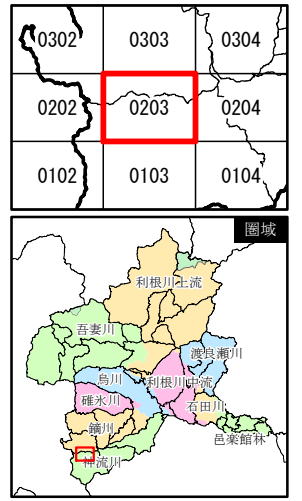 0302 0303 0304
0202 0203 0204
0102 0103 0104
圏域
利根川上流
吾妻川
渡良瀬川
烏川 利根川中流
碓氷川
石田川
鏑川
邑楽館林
神流川